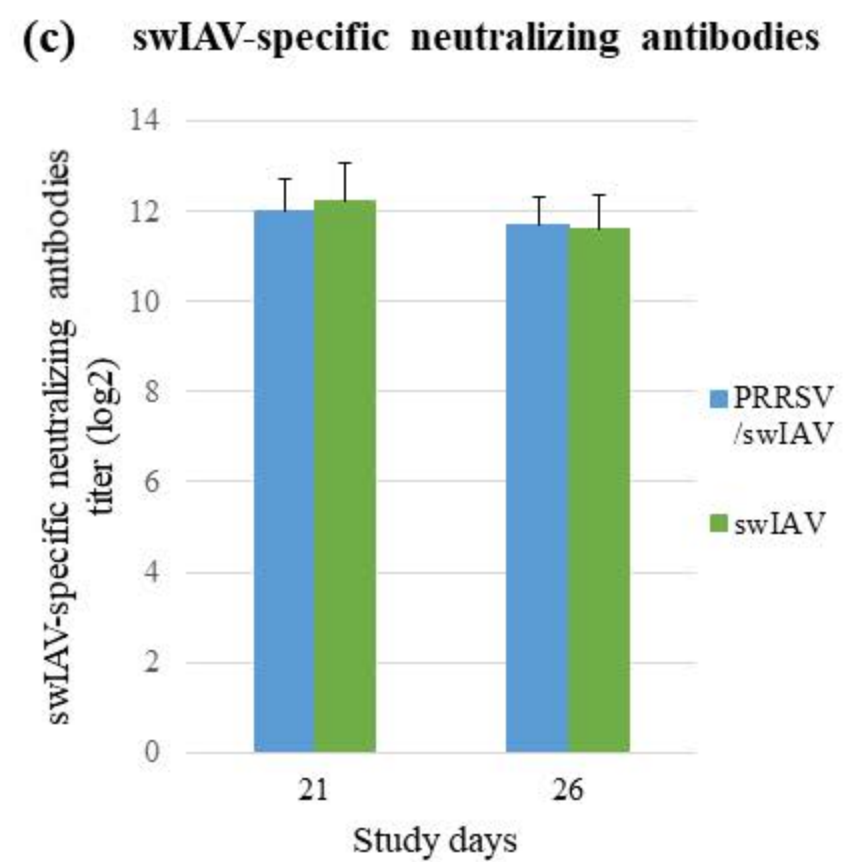 (c) swIAV-specific neutralizing antibodies
swIAV-specific neutralizing antibodies
titer (log2)
14
12
10
8
6
4
2
0
21 26
Study days
PRRSV
/swIAV
swIAV